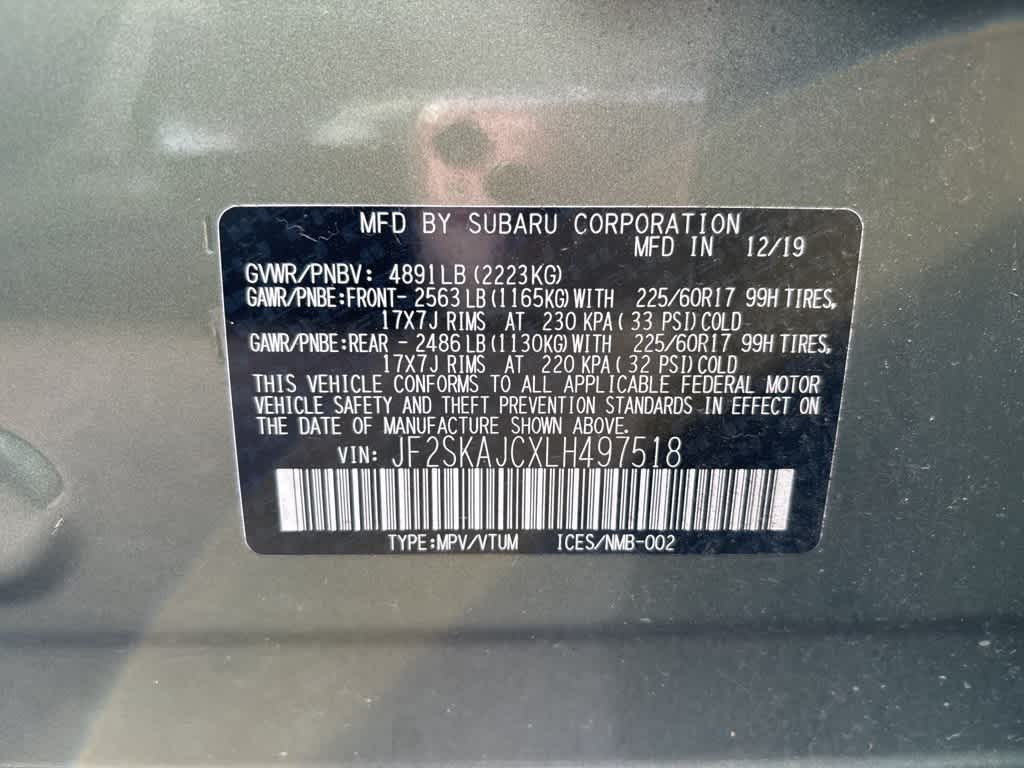 MFD BY SUBARU CORPORATION
MFD IN 12/19
GVWR/PNBV: 4891LB(2223KG)
GAWR/PNBE:FRONT- 2563LB(1165KG)WITH 225/60R17 99H TIRES,
17X7J RIMS AT 230 KPA( 33 PSI)COLD
GAWR/PNBE:REAR - 2486LB(1130KG)WITH 225/60R17 99H TIRES,
17X7J RIMS AT 220 KPA( 32 PSI)COLD
THIS VEHICLE CONFORMS TO ALL APPLICABLE FEDERAL MOTOR
VEHICLE SAFETY AND THEFT PREVENTION STANDARDS IN EFFECT ON
THE DATE OF MANUFACTURE SHOWN ABOVE.
VIN: JF2SKAJCXLH497518
TYPE:MPV/VTUM ICES/NMB-002